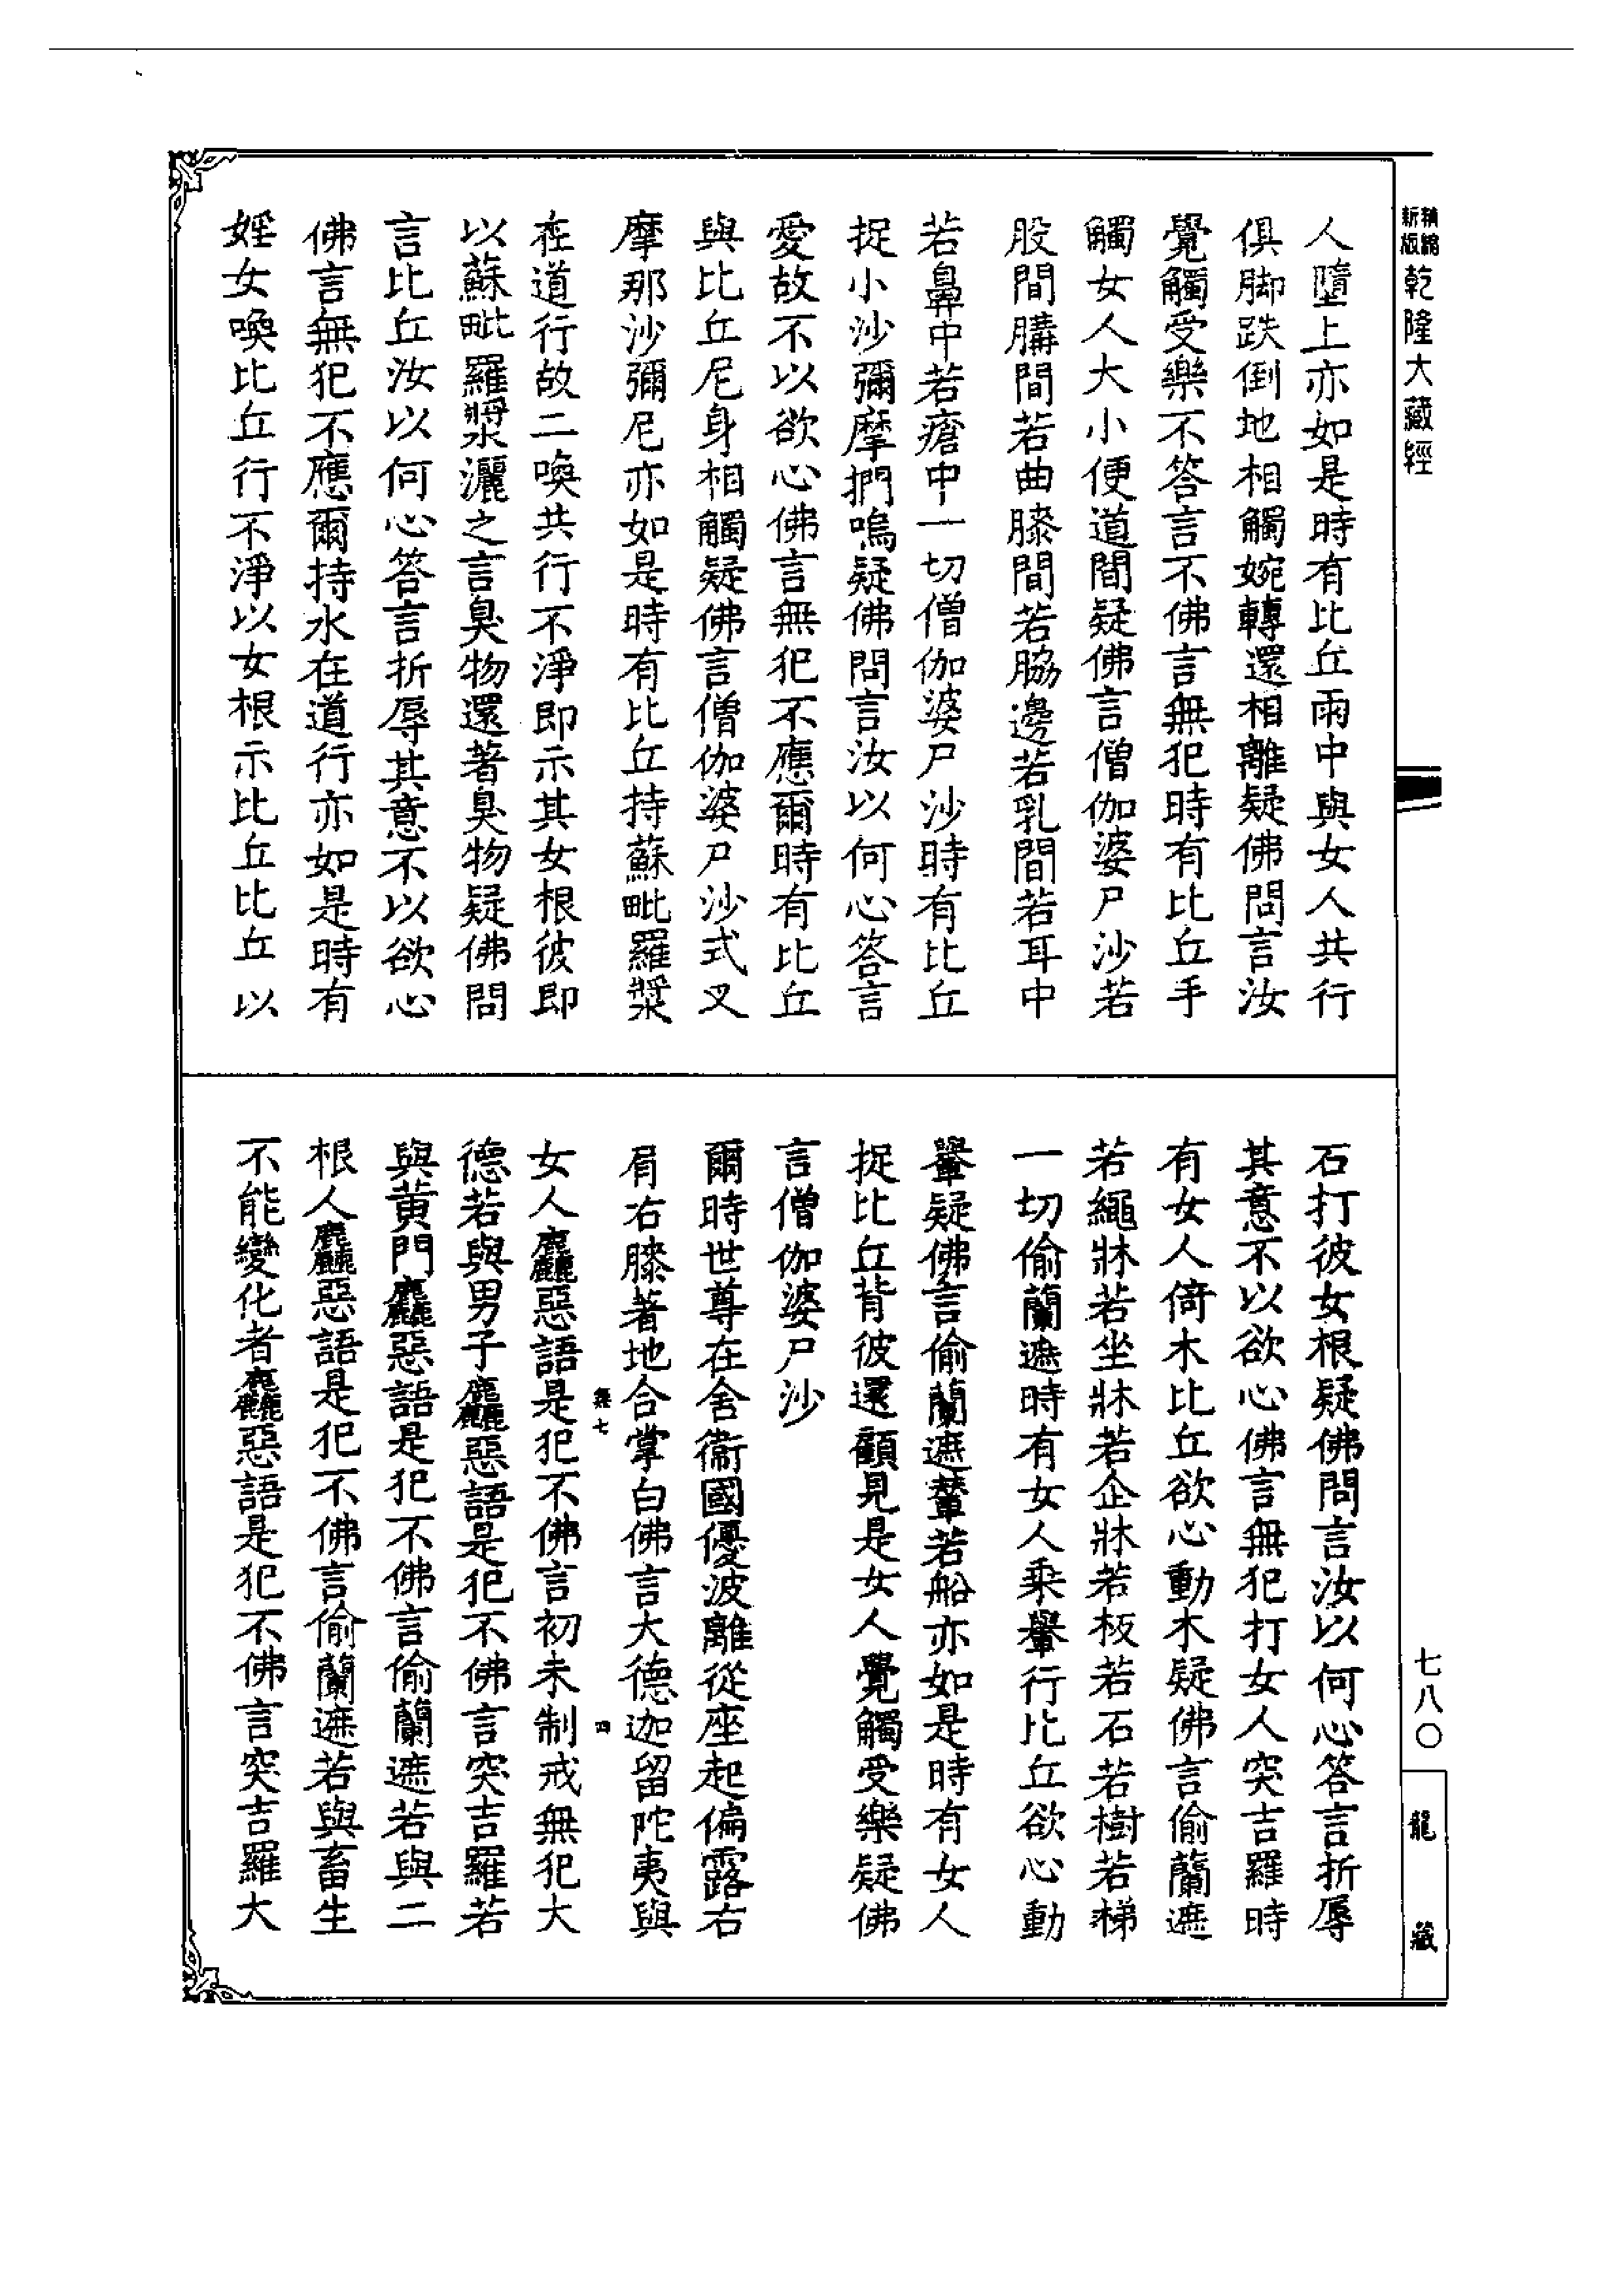 新編
縮版
乾隆大藏經
人墮上亦如是時有比丘雨中與女人共行
俱脚跌倒地相觸婉轉還相離疑佛問言汝
覺觸受樂不答言不佛言無犯時有比丘手
觸女人大小便道間疑佛言僧伽婆尸沙若
股間膞間若曲膝間若脇邊若乳間若耳中
若鼻中若瘡中一切僧伽婆尸沙時有比丘
捉小沙彌摩捫嗚疑佛問言汝以何心答言
愛故不以欲心佛言無犯不應爾時有比丘
與比丘尼身相觸疑佛言僧伽婆尸沙式叉
摩那沙彌尼亦如是時有比丘持蘇毗羅漿
在道行故二喚共行不淨即示其女根彼即
以蘇毗羅漿灑之言臭物還著臭物疑佛問
言比丘汝以何心答言折辱其意不以欲心
佛言無犯不應爾持水在道行亦如是時有
婬女喚比丘行不淨以女根示比丘比丘以
石打彼女根疑佛問言汝以何心答言折辱
其意不以欲心佛言無犯打女人突吉羅時
有女人倚木比丘欲心動木疑佛言偷蘭遮
若繩牀若坐牀若企牀若板若石若樹若梯
一切偷蘭遮時有女人乘轝行比丘欲心動
轝疑佛言偷蘭遮輦若船亦如是時有女人
捉比丘背彼還顧見是女人覺觸受樂疑佛
言僧伽婆尸沙
爾時世尊在舍衞國優波離從座起偏露右
肩右膝著地合掌白佛言大德迦留陀夷與
女人麤惡語是犯不佛言初未制戒無犯大
德若與男子麤惡語是犯不佛言突吉羅若
與黄門麤惡語是犯不佛言偷蘭遮若與二
根人麤惡語是犯不佛言偷蘭遮若與畜生
不能變化者麤惡語是犯不佛言突吉羅大
七八〇
龍藏